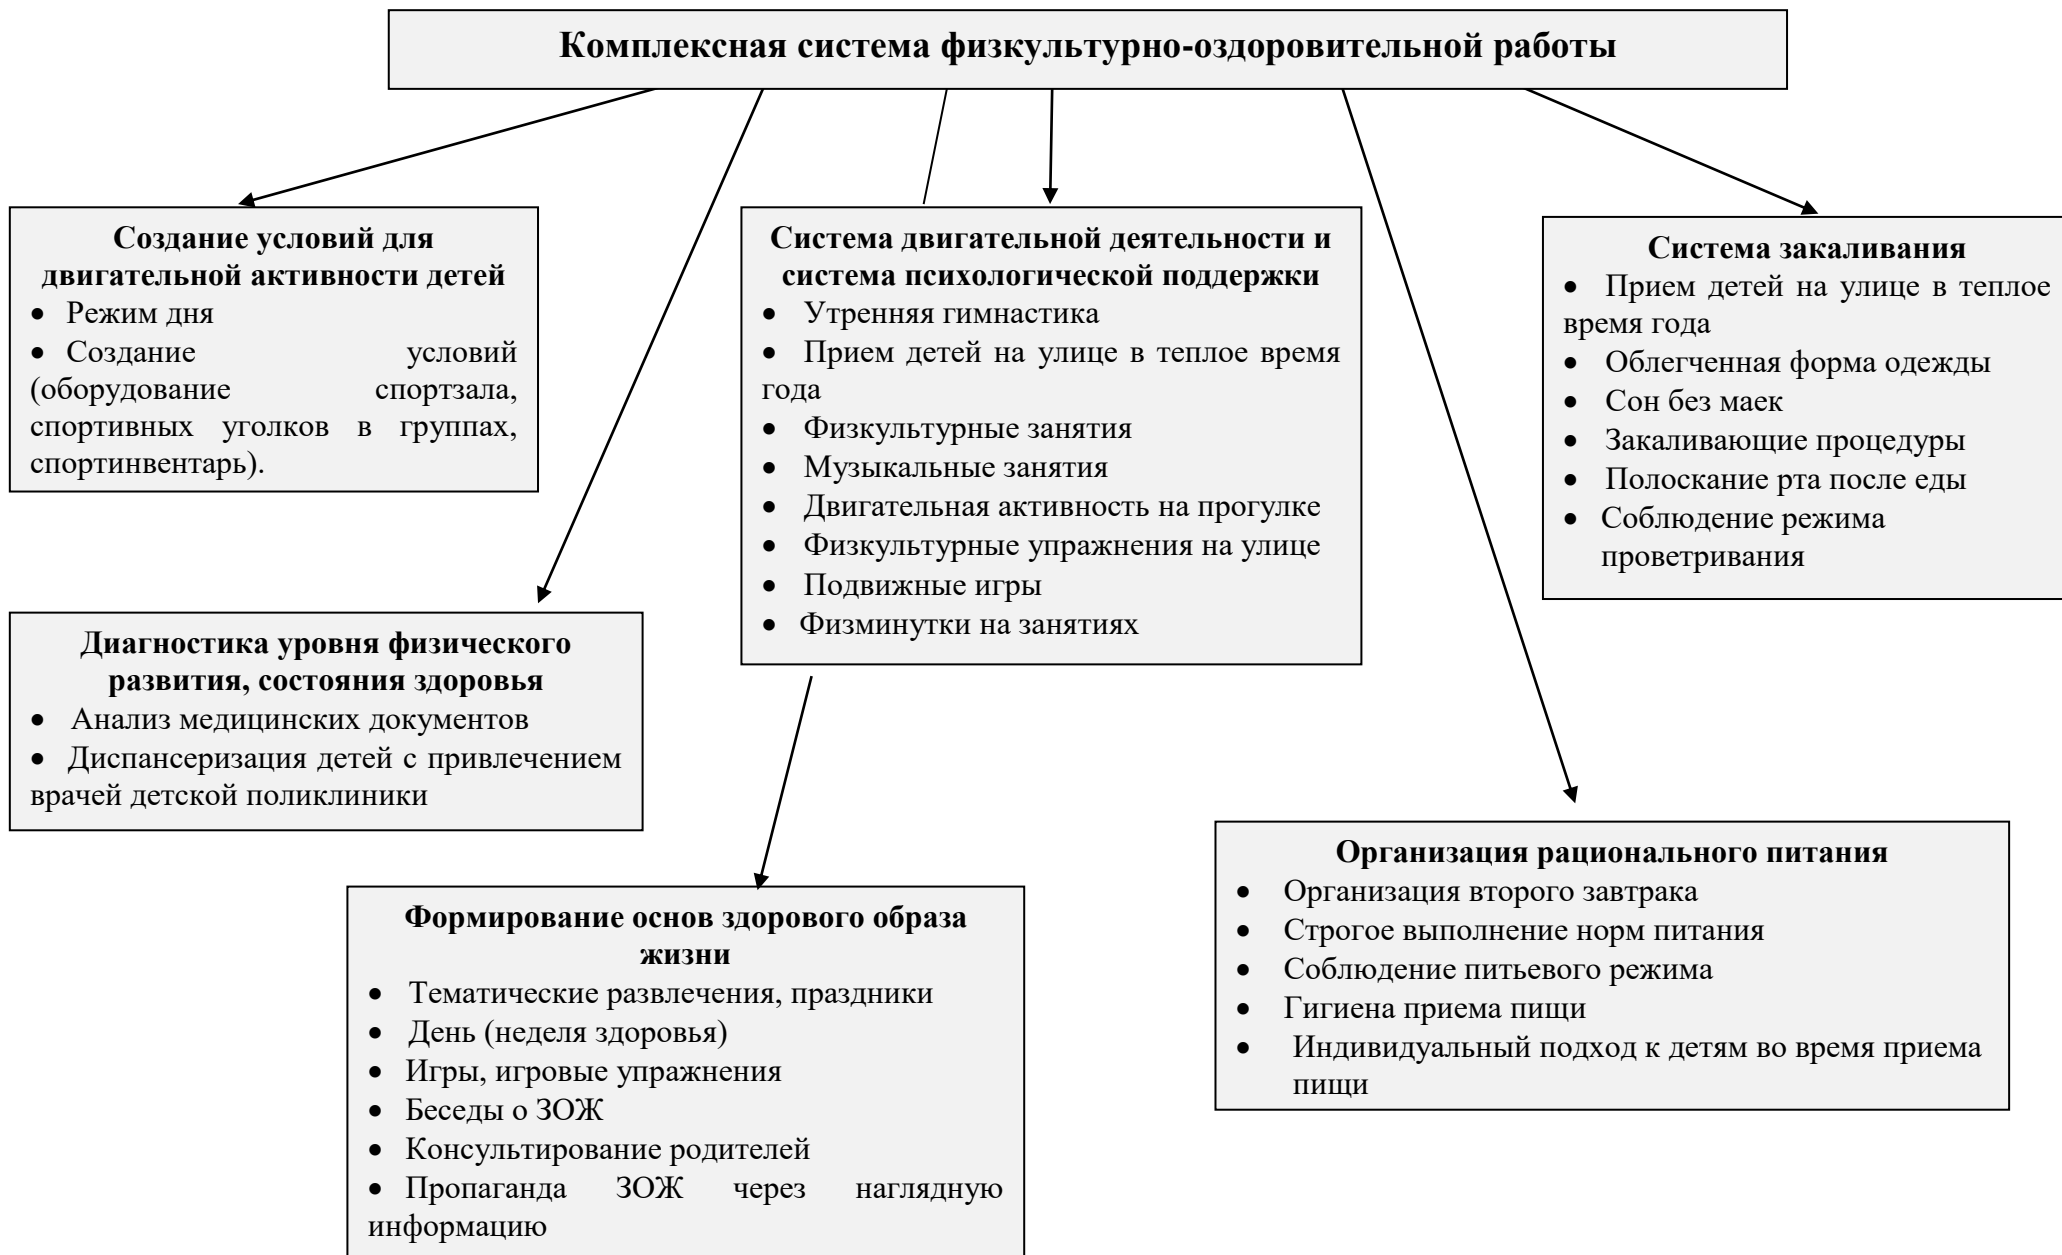 Комплексная система физкультурно-оздоровительной работы
Создание условий для
двигательной активности детей
• Режим дня
• Создание условий
(оборудование спортзала,
спортивных уголков в группах,
спортинвентарь).
Система двигательной деятельности и
система психологической поддержки
• Утренняя гимнастика
• Прием детей на улице в теплое время
года
• Физкультурные занятия
• Музыкальные занятия
• Двигательная активность на прогулке
• Физкультурные упражнения на улице
• Подвижные игры
• Физминутки на занятиях
Система закаливания
• Прием детей на улице в теплое
время года
• Облегченная форма одежды
• Сон без маек
• Закаливающие процедуры
• Полоскание рта после еды
• Соблюдение режима
проветривания
Диагностика уровня физического
развития, состояния здоровья
• Анализ медицинских документов
• Диспансеризация детей с привлечением
врачей детской поликлиники
Формирование основ здорового образа
жизни
• Тематические развлечения, праздники
• День (неделя здоровья)
• Игры, игровые упражнения
• Беседы о ЗОЖ
• Консультирование родителей
• Пропаганда ЗОЖ через наглядную
информацию
Организация рационального питания
• Организация второго завтрака
• Строгое выполнение норм питания
• Соблюдение питьевого режима
• Гигиена приема пищи
• Индивидуальный подход к детям во время приема
пищи